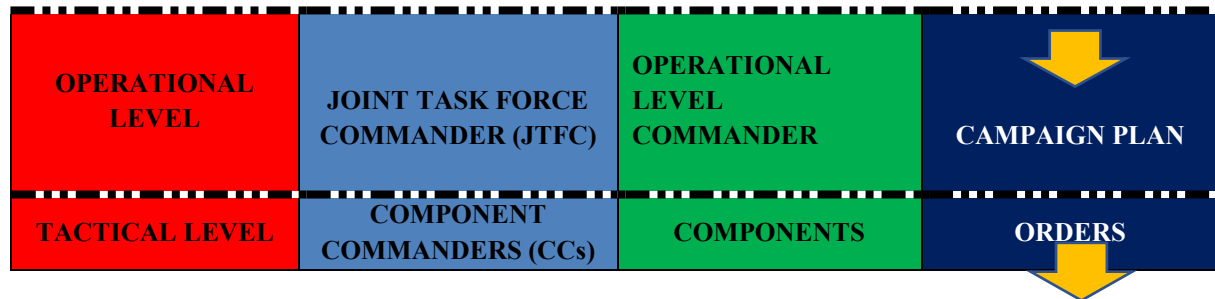 OPERATIONAL
LEVEL
JOINT TASK FORCE
COMMANDER (JTFC)
OPERATIONAL
LEVEL
COMMANDER
CAMPAIGN PLAN
TACTICAL LEVEL
COMPONENT
COMMANDERS (CCs)
COMPONENTS
ORDERS